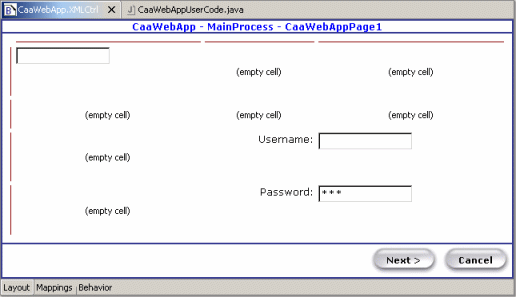 CaaWebApp.XMLCtrl CaaWebAppUserCode.java
CaaWebApp - MainProcess - CaaWebAppPage1
(empty cell) (empty cell)
(empty cell) (empty cell) (empty cell)
Username:
(empty cell)
Password: ***
(empty cell)
Next > Cancel
Layout Mappings Behavior